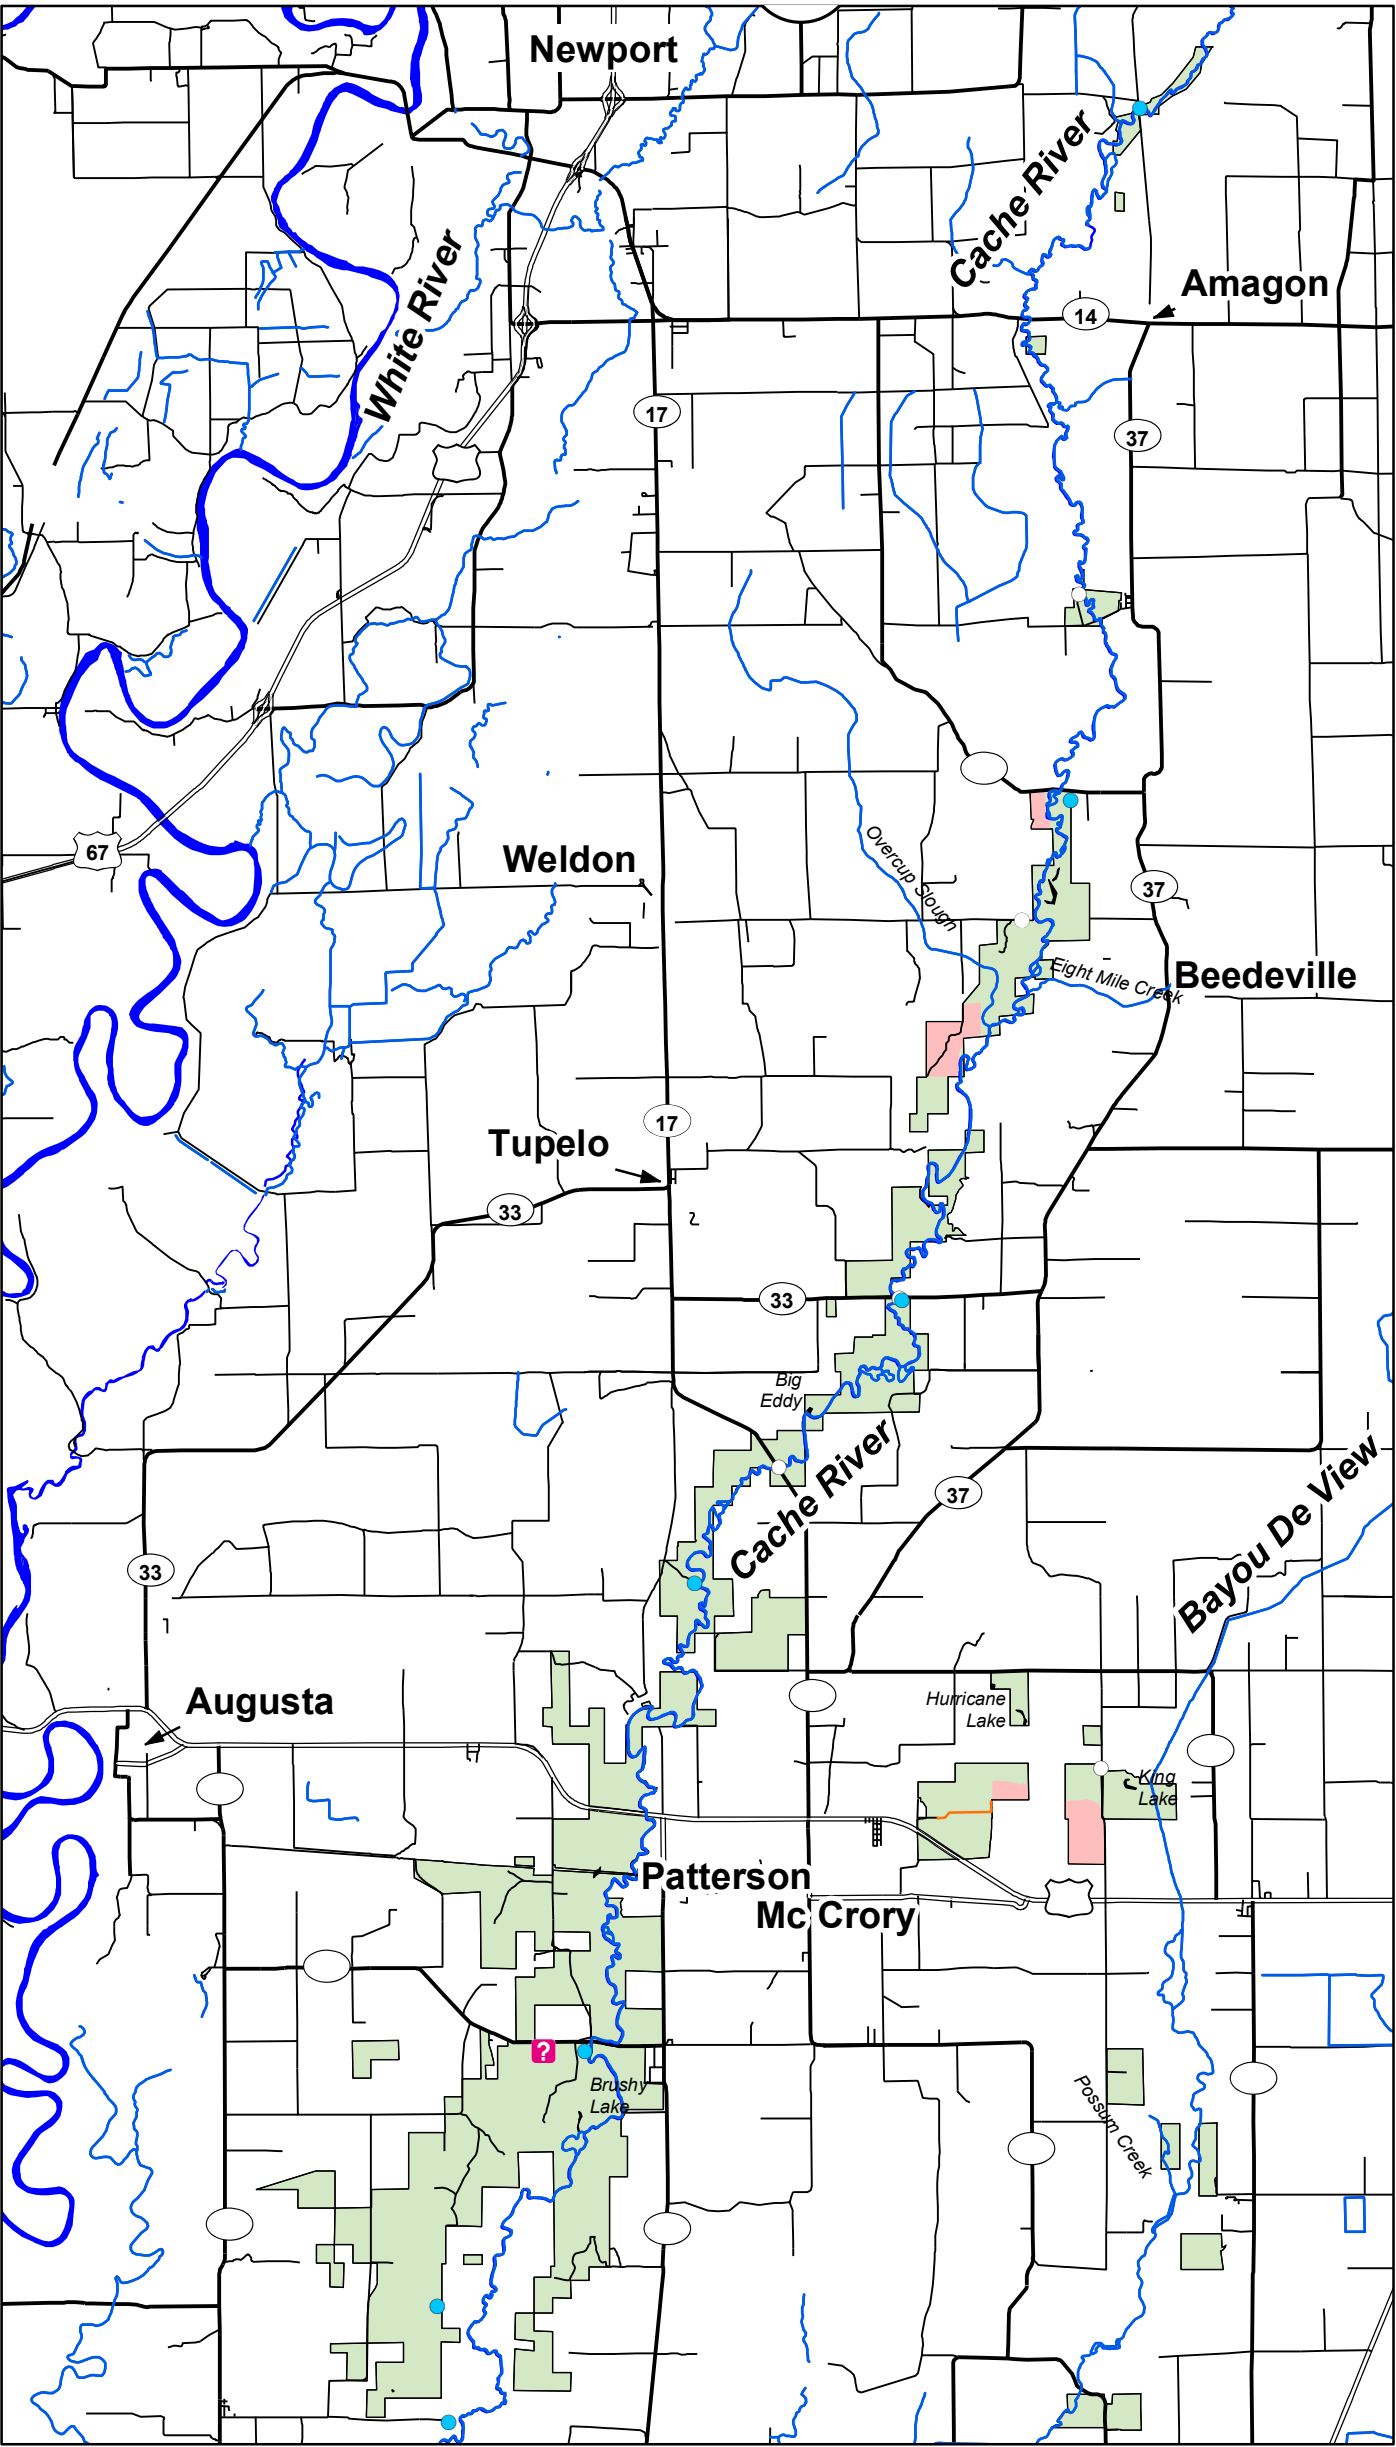 Newport
Cache River
White River
Amagon
14
17
37
67
Weldon
Overcup Slough
37
Eight Mile Creek
Beedeville
17
Tupelo
33
33
Big
Eddy
Cache River
37
Bayou De View
33
Augusta
Hurricane
Lake
King
Lake
Patterson
Mc Crory
?
Brushy
Lake
Possum Creek